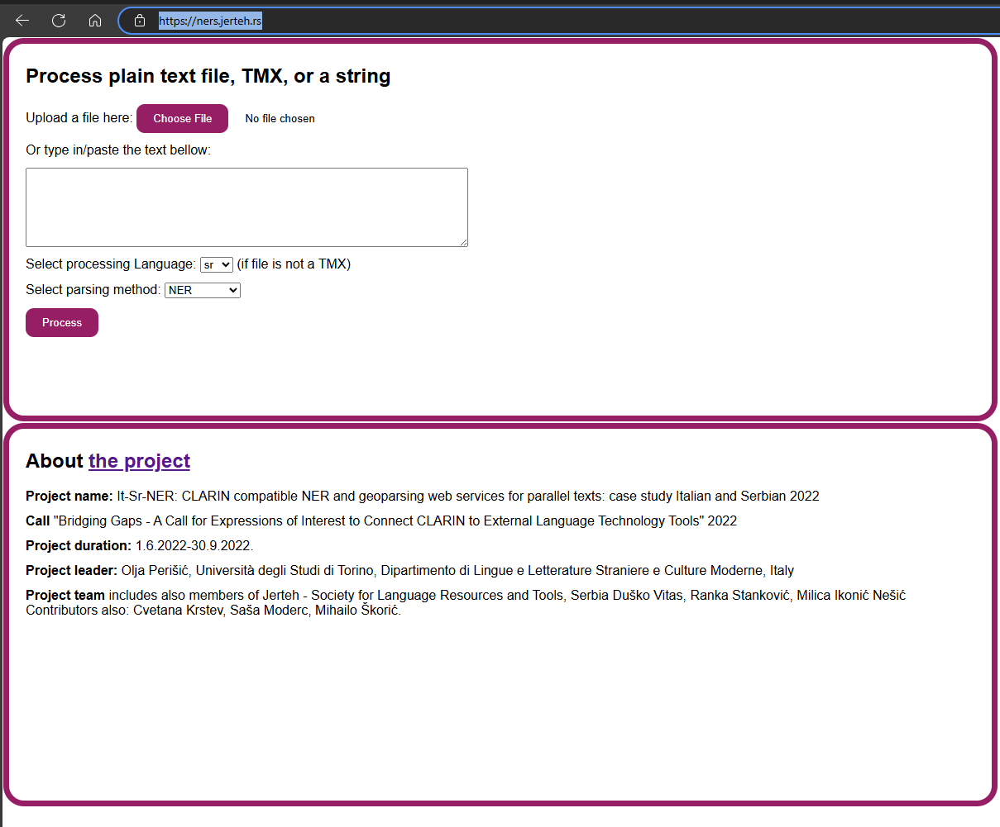 https://ners.jerteh.rs
Process plain text file, TMX, or a string
Upload a file here: Choose File No file chosen
Or type in/paste the text bellow:
Select processing Language: sr (if file is not a TMX)
Select parsing method: NER
Process
About the project
Project name: It-Sr-NER: CLARIN compatible NER and geoparsing web services for parallel texts: case study Italian and Serbian 2022
Call "Bridging Gaps - A Call for Expressions of Interest to Connect CLARIN to External Language Technology Tools" 2022
Project duration: 1.6.2022-30.9.2022.
Project leader: Olja Perišić, Università degli Studi di Torino, Dipartimento di Lingue e Letterature Straniere e Culture Moderne, Italy
Project team includes also members of Jerteh - Society for Language Resources and Tools, Serbia Duško Vitas, Ranka Stanković, Milica Ikonić Nešić
Contributors also: Cvetana Krstev, Saša Moderc, Mihailo Škorić.